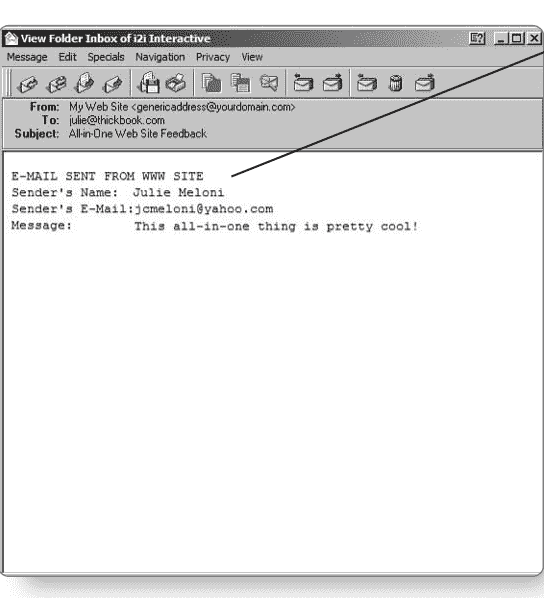 View Folder Inbox of i2i Interactive
Message Edit Specials Navigation Privacy View
From: My Web Site <genericaddress@yourdomain.com>
To: julie@thickbook.com
Subject: All-in-One Web Site Feedback
E-MAIL SENT FROM WWW SITE
Sender's Name: Julie Meloni
Sender's E-Mail:jcmeloni@yahoo.com
Message: This all-in-one thing is pretty cool!